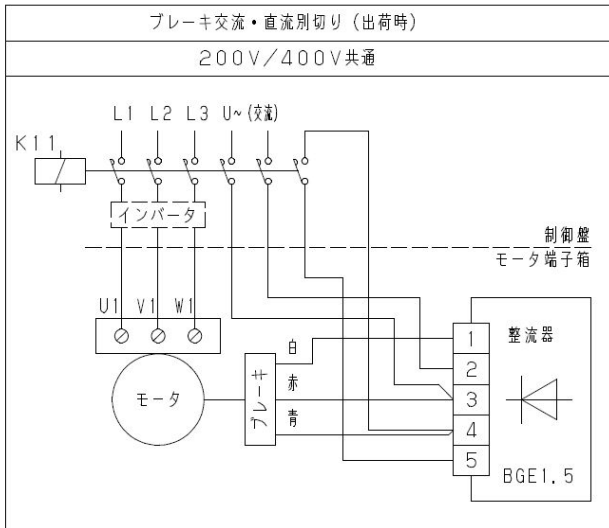 ブレーキ交流・直流別切り（出荷時）
200V/400V共通
L1 L2 L3 U~(交流)
K11
インバータ
制御盤
モータ端子箱
U1 V1 W1
モータ
ブレーキ
白
赤
青
1
2
3
4
5
整流器
BGE1.5